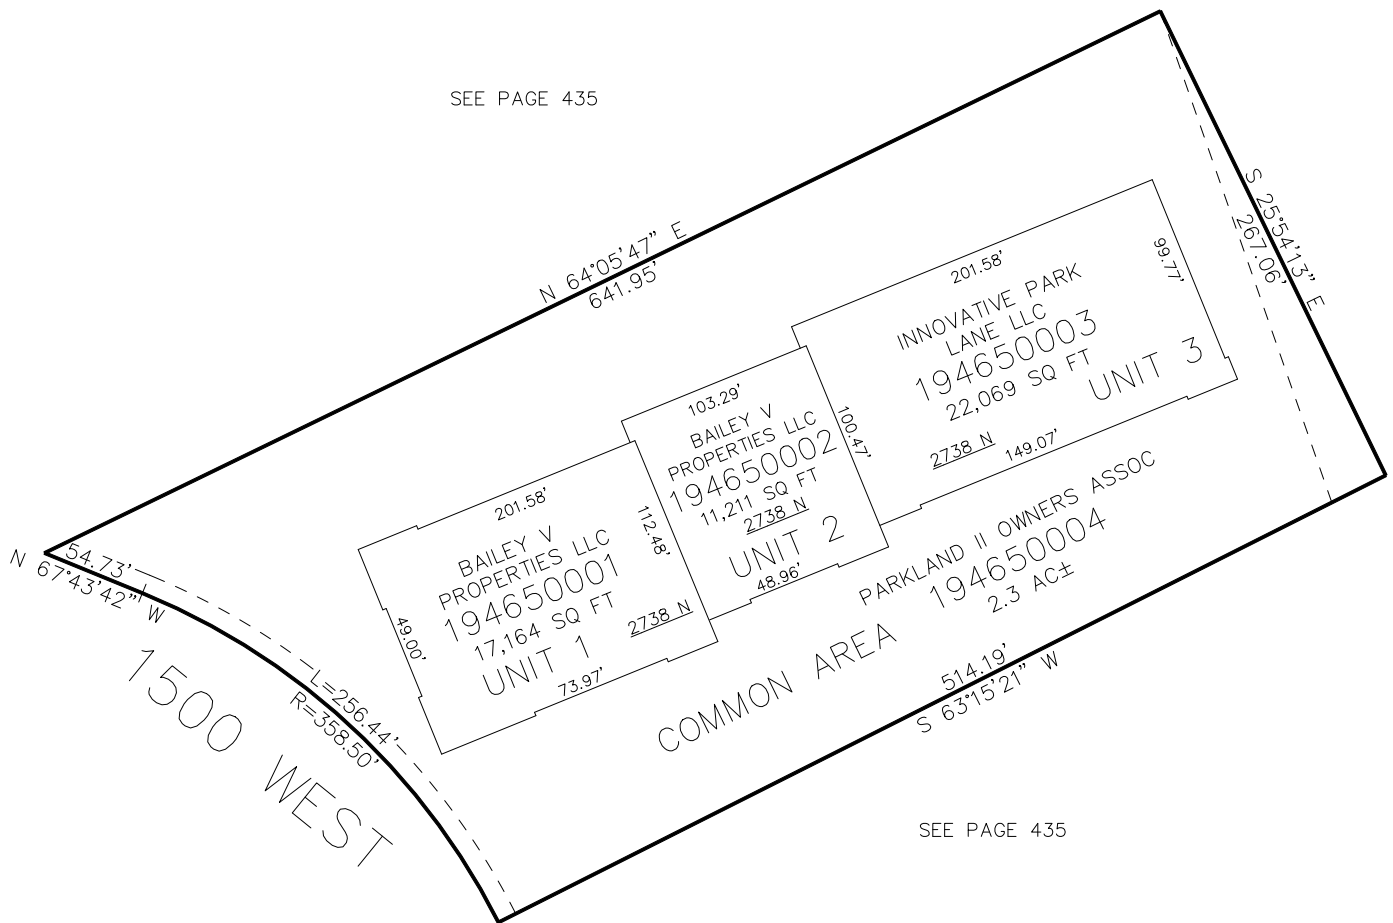 SEE PAGE 435
N 64°05'47" E
641.95'
S 25°54'13" E
267.06'
201.58'
99.77'
INNOVATIVE PARK
LANE LLC
194650003
22,069 SQ FT
UNIT 3
2738 N
149.07'
103.29'
100.47'
BAILEY V
PROPERTIES LLC
194650002
11,211 SQ FT
2738 N
UNIT 2
48.96'
201.58'
112.48'
BAILEY V
PROPERTIES LLC
194650001
17,164 SQ FT
2738 N
UNIT 1
49.00'
73.97'
54.73'
N 67°43'42" W
L=256.44'
R=358.50'
1500 WEST
PARKLAND II OWNERS ASSOC
194650004
2.3 AC±
COMMON AREA
514.19'
S 63°15'21" W
SEE PAGE 435